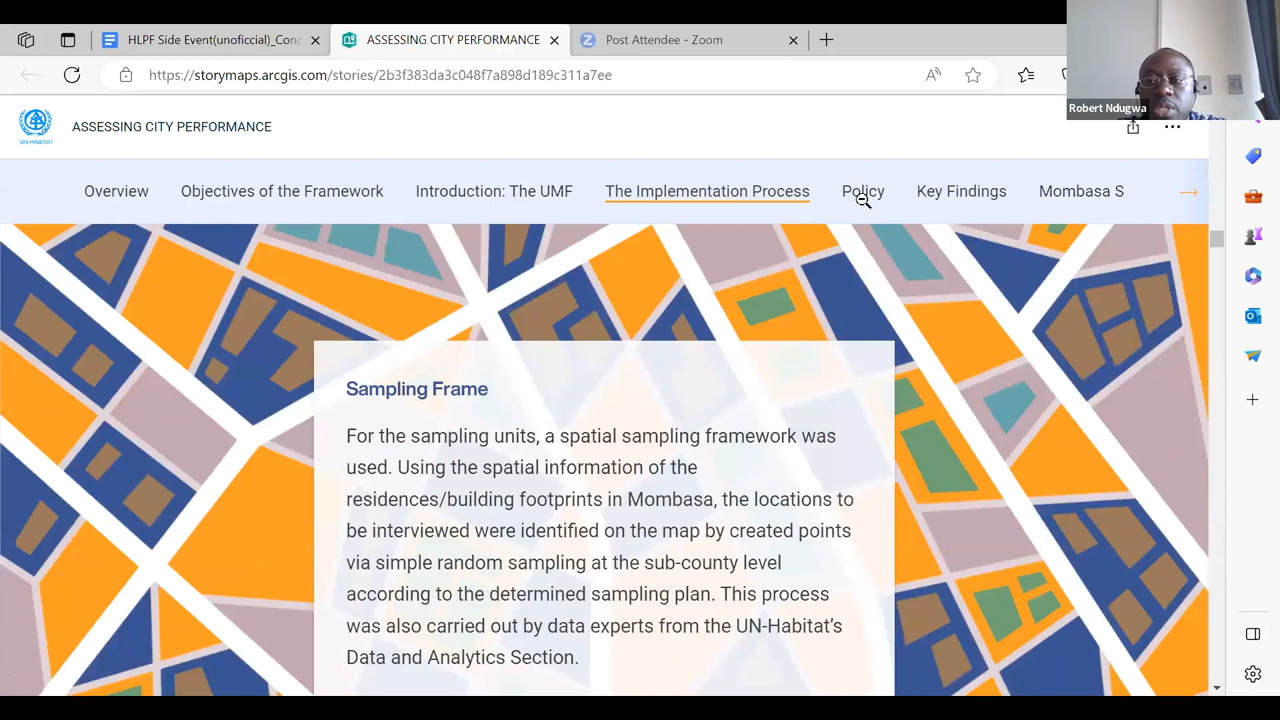 HLPF Side Event(unoficcial)_Conc
ASSESSING CITY PERFORMANCE
Post Attendee - Zoom
https://storymaps.arcgis.com/stories/2b3f383da3c048f7a898d189c311a7ee
Robert Ndugwa
UN-HABITAT
ASSESSING CITY PERFORMANCE
Overview
Objectives of the Framework
Introduction: The UMF
The Implementation Process
Policy
Key Findings
Mombasa S
Sampling Frame
For the sampling units, a spatial sampling framework was
used. Using the spatial information of the
residences/building footprints in Mombasa, the locations to
be interviewed were identified on the map by created points
via simple random sampling at the sub-county level
according to the determined sampling plan. This process
was also carried out by data experts from the UN-Habitat’s
Data and Analytics Section.